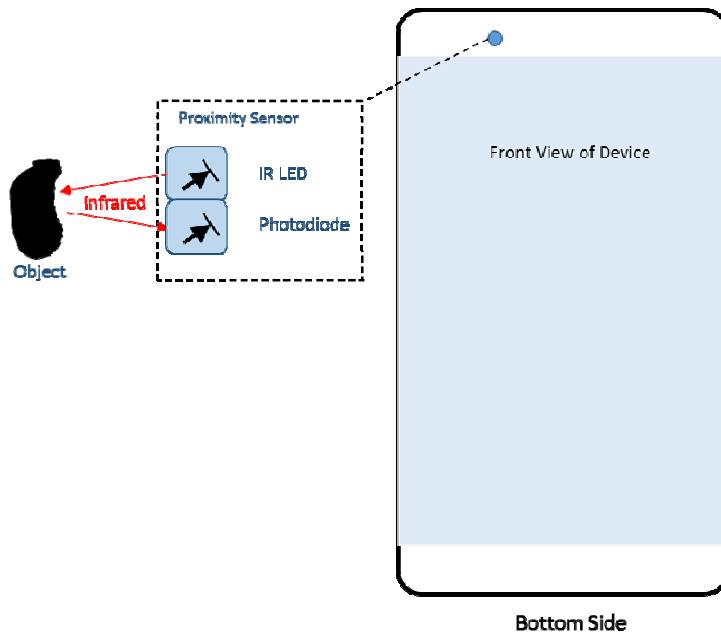 Proximity Sensor
Front View of Device
IR LED
Infrared
Photodiode
Object
Bottom Side